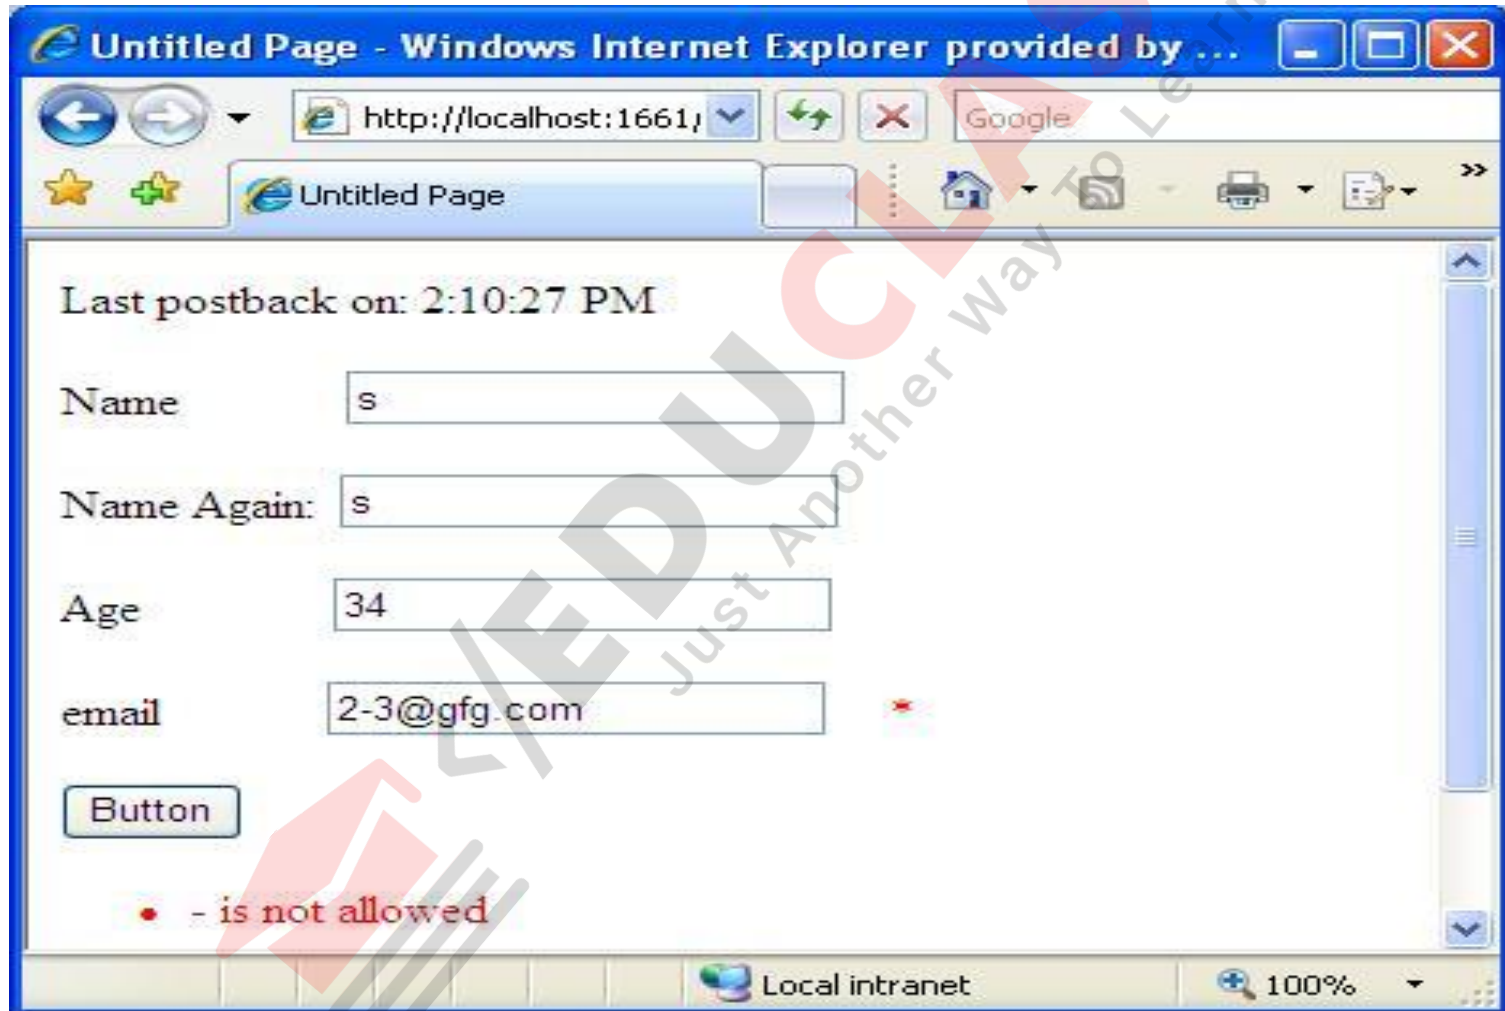 Untitled Page - Windows Internet Explorer provided by ...
http://localhost:1661/
Google
Untitled Page
Last postback on: 2:10:27 PM
Name s
Name Again: s
Age 34
email 2-3@gfg.com *
Button
• - is not allowed
Local intranet 100%
</EDUCLAS
Just Another Way To Learn